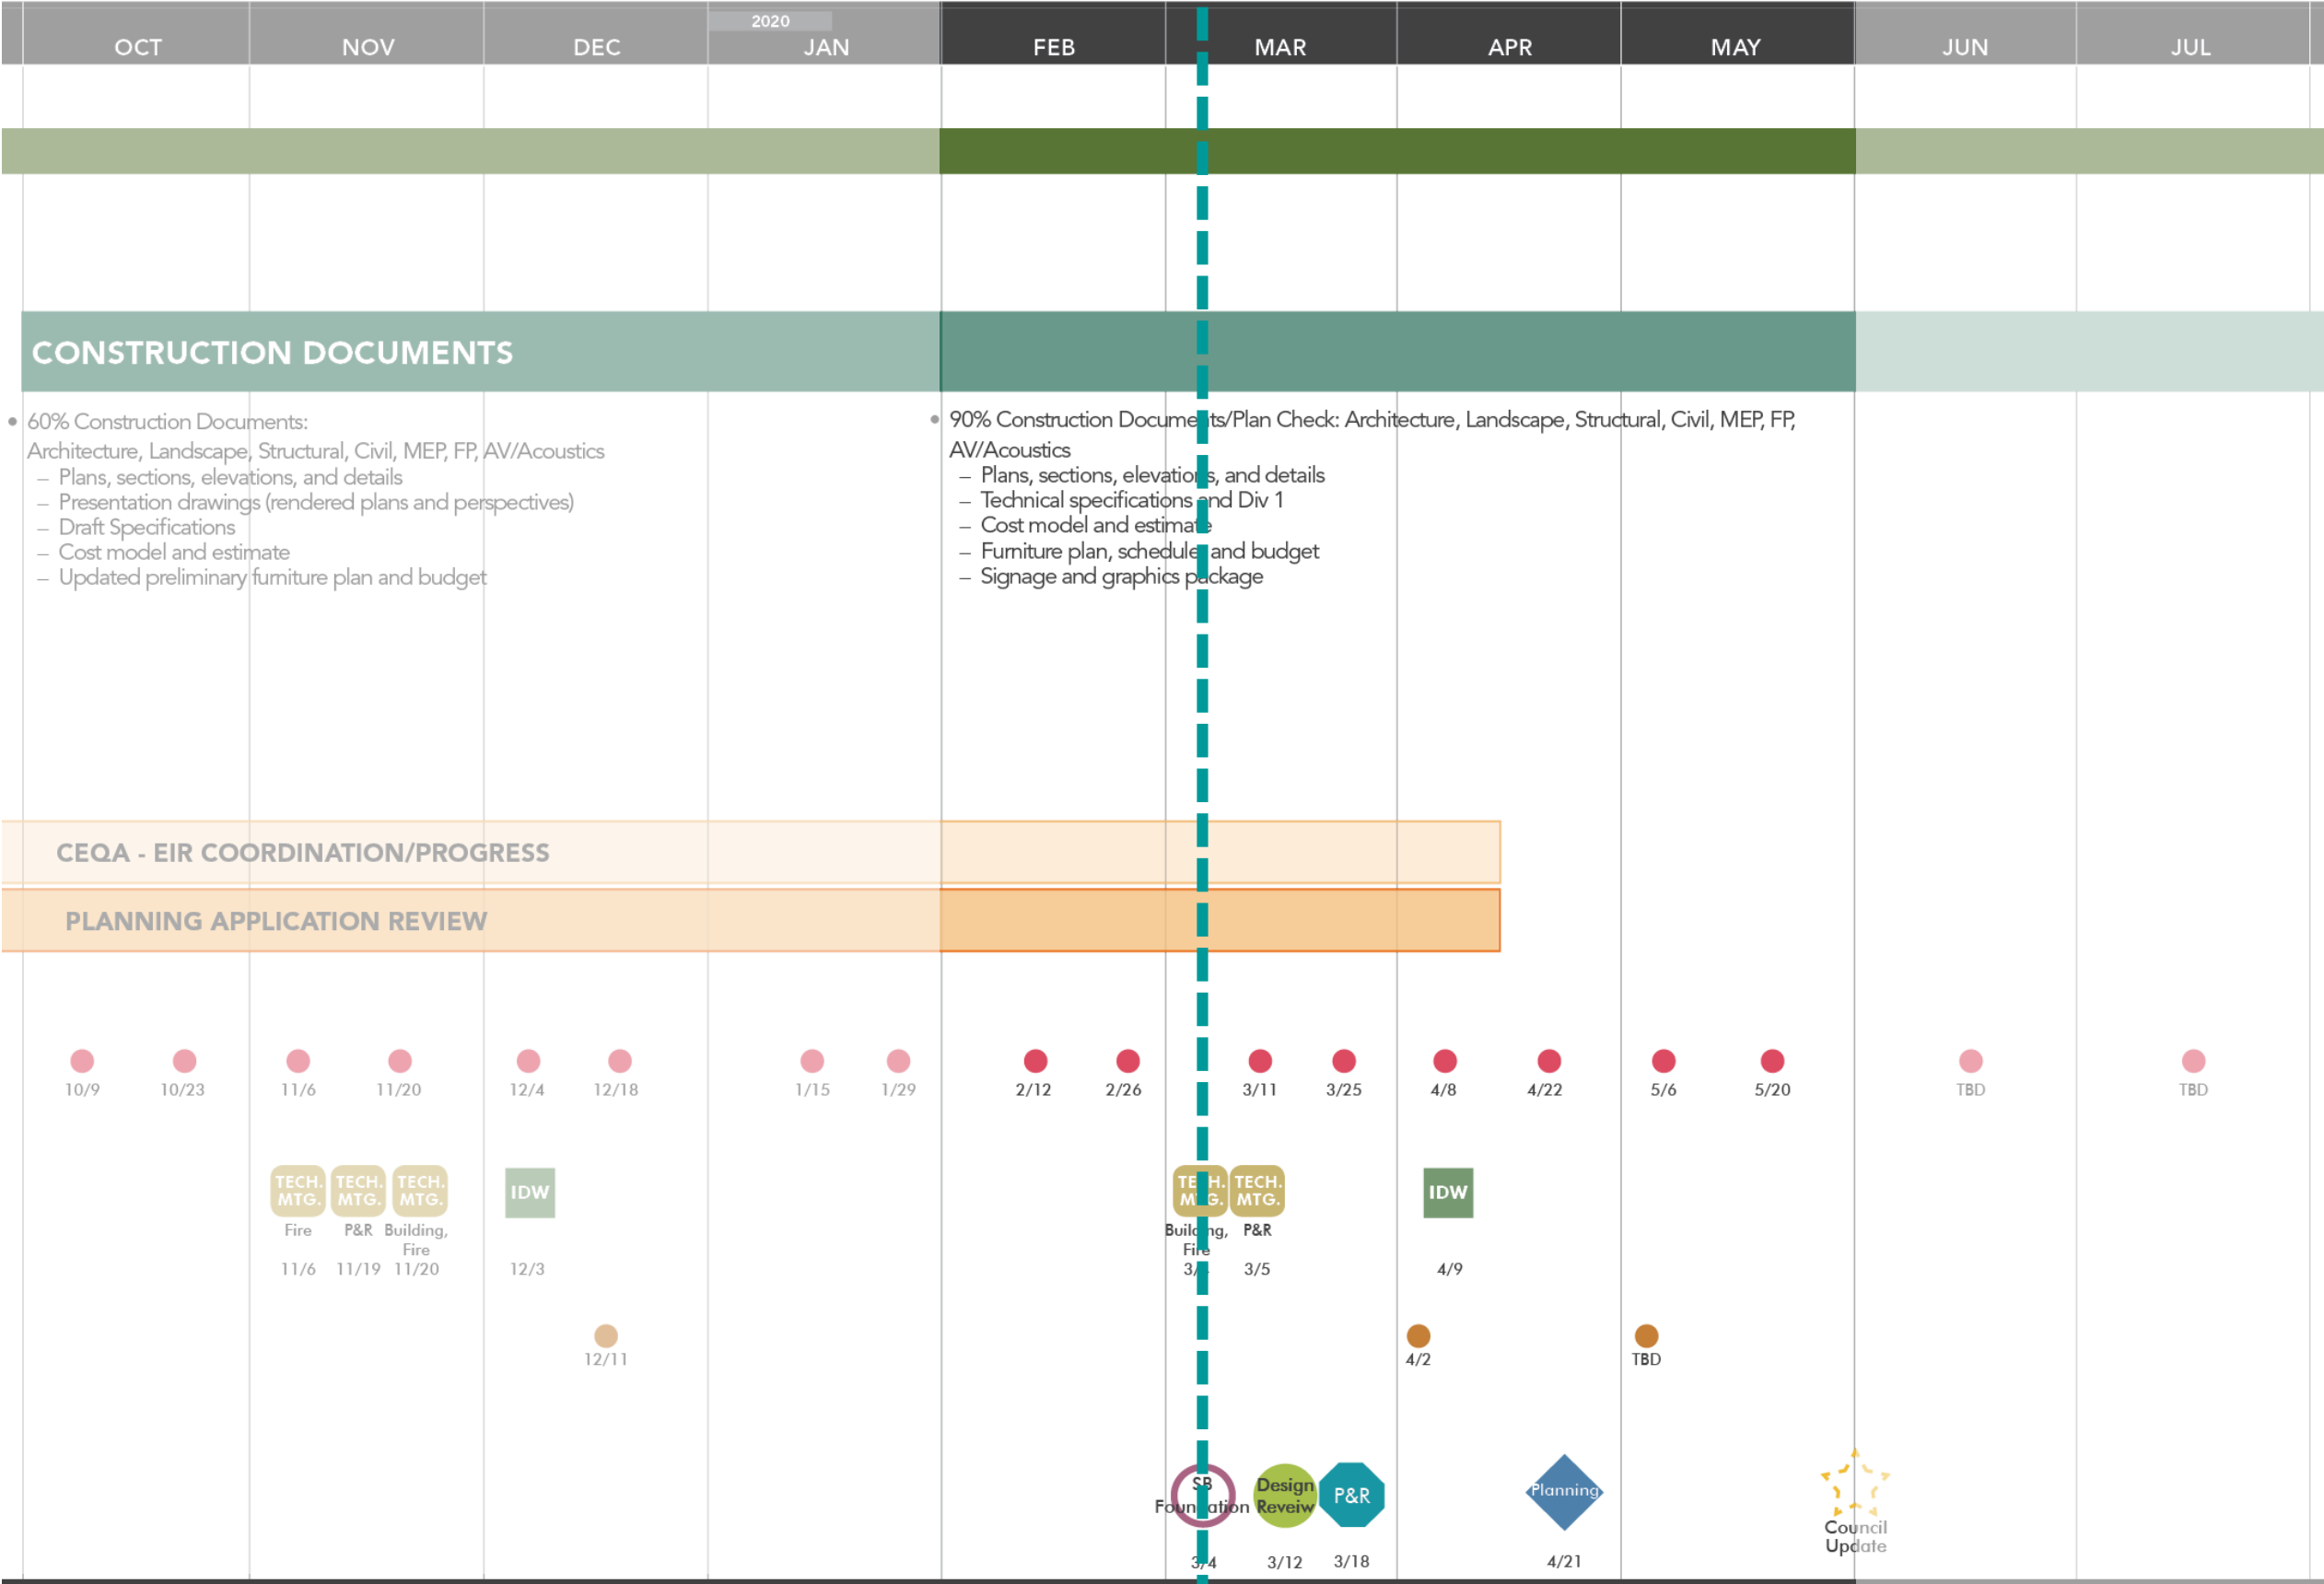 2020
OCT NOV DEC JAN FEB MAR APR MAY JUN JUL
CONSTRUCTION DOCUMENTS
• 60% Construction Documents:
Architecture, Landscape, Structural, Civil, MEP, FP, AV/Acoustics
– Plans, sections, elevations, and details
– Presentation drawings (rendered plans and perspectives)
– Draft Specifications
– Cost model and estimate
– Updated preliminary furniture plan and budget
• 90% Construction Documents/Plan Check: Architecture, Landscape, Structural, Civil, MEP, FP,
AV/Acoustics
– Plans, sections, elevations, and details
– Technical specifications and Div 1
– Cost model and estimate
– Furniture plan, schedule, and budget
– Signage and graphics package
CEQA - EIR COORDINATION/PROGRESS
PLANNING APPLICATION REVIEW
10/9 10/23 11/6 11/20 12/4 12/18 1/15 1/29 2/12 2/26 3/11 3/25 4/8 4/22 5/6 5/20 TBD TBD
TECH.
MTG.
Fire
11/6
TECH.
MTG.
P&R
11/19
TECH.
MTG.
Building,
Fire
11/20
IDW
12/3
TECH.
MTG.
Building,
Fire
TECH.
MTG.
P&R
3/5
IDW
4/9
12/11 4/2 TBD
SB
Foundation
3/4
Design
Reveiw
3/12
P&R
3/18
Planning
4/21
Council
Update